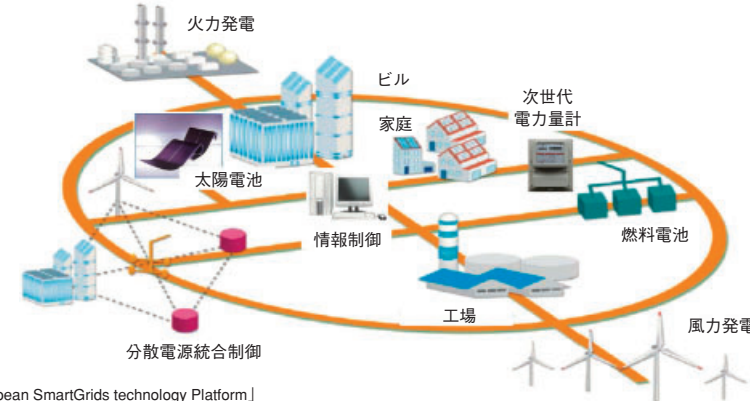 火力発電
ビル
次世代
電力量計
家庭
太陽電池
情報制御
燃料電池
工場
風力発電
分散電源統合制御
pean SmartGrids technology Platform」